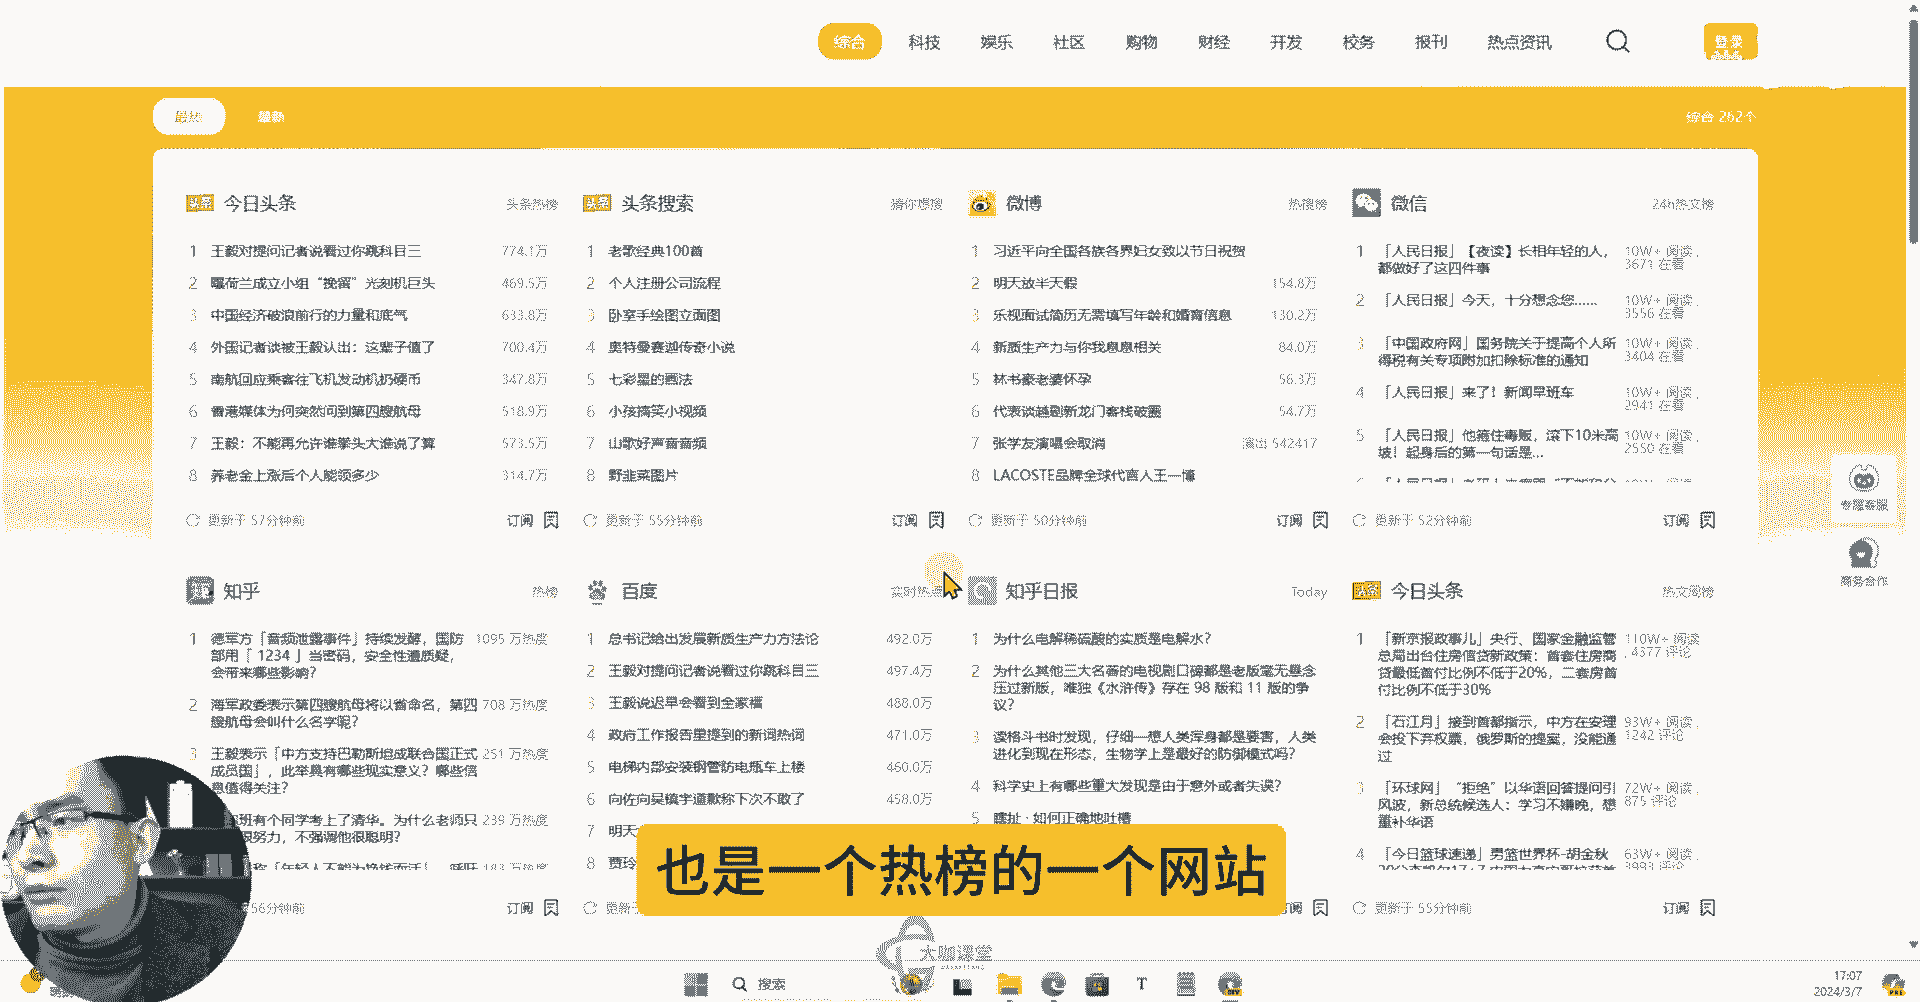 综合 科技 娱乐 社区 购物 财经 开发 校务 报刊 热点资讯 登录
最热 最新 综合 262个
今日头条 头条热榜
1 王毅对提问记者说看过你跳科目三 774.1万
2 曝荷兰成立小组“挽留”光刻机巨头 469.5万
3 中国经济破浪前行的力量和底气 633.8万
4 外国记者谈被王毅认出：这辈子值了 700.4万
5 南航回应乘客往飞机发动机扔硬币 347.8万
6 香港媒体为何突然问到第四艘航母 518.9万
7 王毅：不能再允许谁拳头大谁说了算 573.5万
8 养老金上涨后个人能领多少 314.7万
更新于 57分钟前 订阅
头条搜索 猜你想搜
1 老歌经典100首
2 个人注册公司流程
3 卧室手绘图立面图
4 奥特曼赛迦传奇小说
5 七彩墨的画法
6 小孩搞笑小视频
7 山歌好声音音频
8 野韭菜图片
更新于 55分钟前 订阅
微博 热搜榜
1 习近平向全国各族各界妇女致以节日祝贺
2 明天放半天假 154.8万
3 乐视面试简历无需填写年龄和婚育信息 130.2万
4 新质生产力与你我息息相关 84.0万
5 林书豪老婆怀孕 56.3万
6 代表谈越剧新龙门客栈破圈 54.7万
7 张学友演唱会取消 演出 542417
8 LACOSTE品牌全球代言人王一博
更新于 50分钟前 订阅
微信 24h热文榜
1 「人民日报」【夜读】长相年轻的人， 10W+ 阅读，
都做好了这四件事 3671 在看
2 「人民日报」今天，十分想念您…… 10W+ 阅读，
3556 在看
3 「中国政府网」国务院关于提高个人所 10W+ 阅读，
得税有关专项附加扣除标准的通知 3404 在看
4 「人民日报」来了！新闻早班车 10W+ 阅读，
2941 在看
5 「人民日报」他箍住毒贩，滚下10米高 10W+ 阅读，
坡！起身后的第一句话是... 2550 在看
更新于 52分钟前 订阅
专属客服
商务合作
知乎 热榜
1 德军方「音频泄露事件」持续发酵，国防 1095 万热度
部用「 1234 」当密码，安全性遭质疑，
会带来哪些影响？
2 海军政委表示第四艘航母将以省命名，第四 708 万热度
艘航母会叫什么名字呢？
3 王毅表示「中方支持巴勒斯坦成联合国正式 251 万热度
成员国」，此举具有哪些现实意义？哪些信
息值得关注？
班有个同学考上了清华。为什么老师只 239 万热度
努力，不强调他很聪明？
56分钟前 订阅
百度 实时热
1 总书记给出发展新质生产力方法论 492.0万
2 王毅对提问记者说看过你跳科目三 497.4万
3 王毅说迟早会看到全家福 488.0万
4 政府工作报告里提到的新词热词 471.0万
5 电梯内部安装钢管防电瓶车上楼 460.0万
6 向佐向吴镇宇道歉称下次不敢了 458.0万
7 明天
8 贾玲
更新于
知乎日报 Today
1 为什么电解稀硫酸的实质是电解水？
2 为什么其他三大名著的电视剧口碑都是老版毫无悬念
压过新版，唯独《水浒传》存在 98 版和 11 版的争
议？
3 读格斗书时发现，仔细一想人类浑身都是要害，人类
进化到现在形态，生物学上是最好的防御模式吗？
4 科学史上有哪些重大发现是由于意外或者失误？
5 瞎扯 · 如何正确地吐槽
订阅
今日头条 热文周榜
1 「新京报政事儿」央行、国家金融监管 110W+ 阅读
总局出台住房信贷新政策：首套住房商 ，4377 评论
贷最低首付比例不低于20%，二套房首
付比例不低于30%
2 「石江月」接到首都指示，中方在安理 93W+ 阅读，
会投下弃权票，俄罗斯的提案，没能通 1242 评论
过
3 「环球网」“拒绝”以华语回答提问引 72W+ 阅读，
风波，新总统候选人：学习不嫌晚，想 875 评论
重补华语
4 「今日篮球速递」男篮世界杯-胡金秋 63W+ 阅读，
更新于 55分钟前 订阅
也是一个热榜的一个网站
大咖课堂
搜索
17:07
2024/3/7